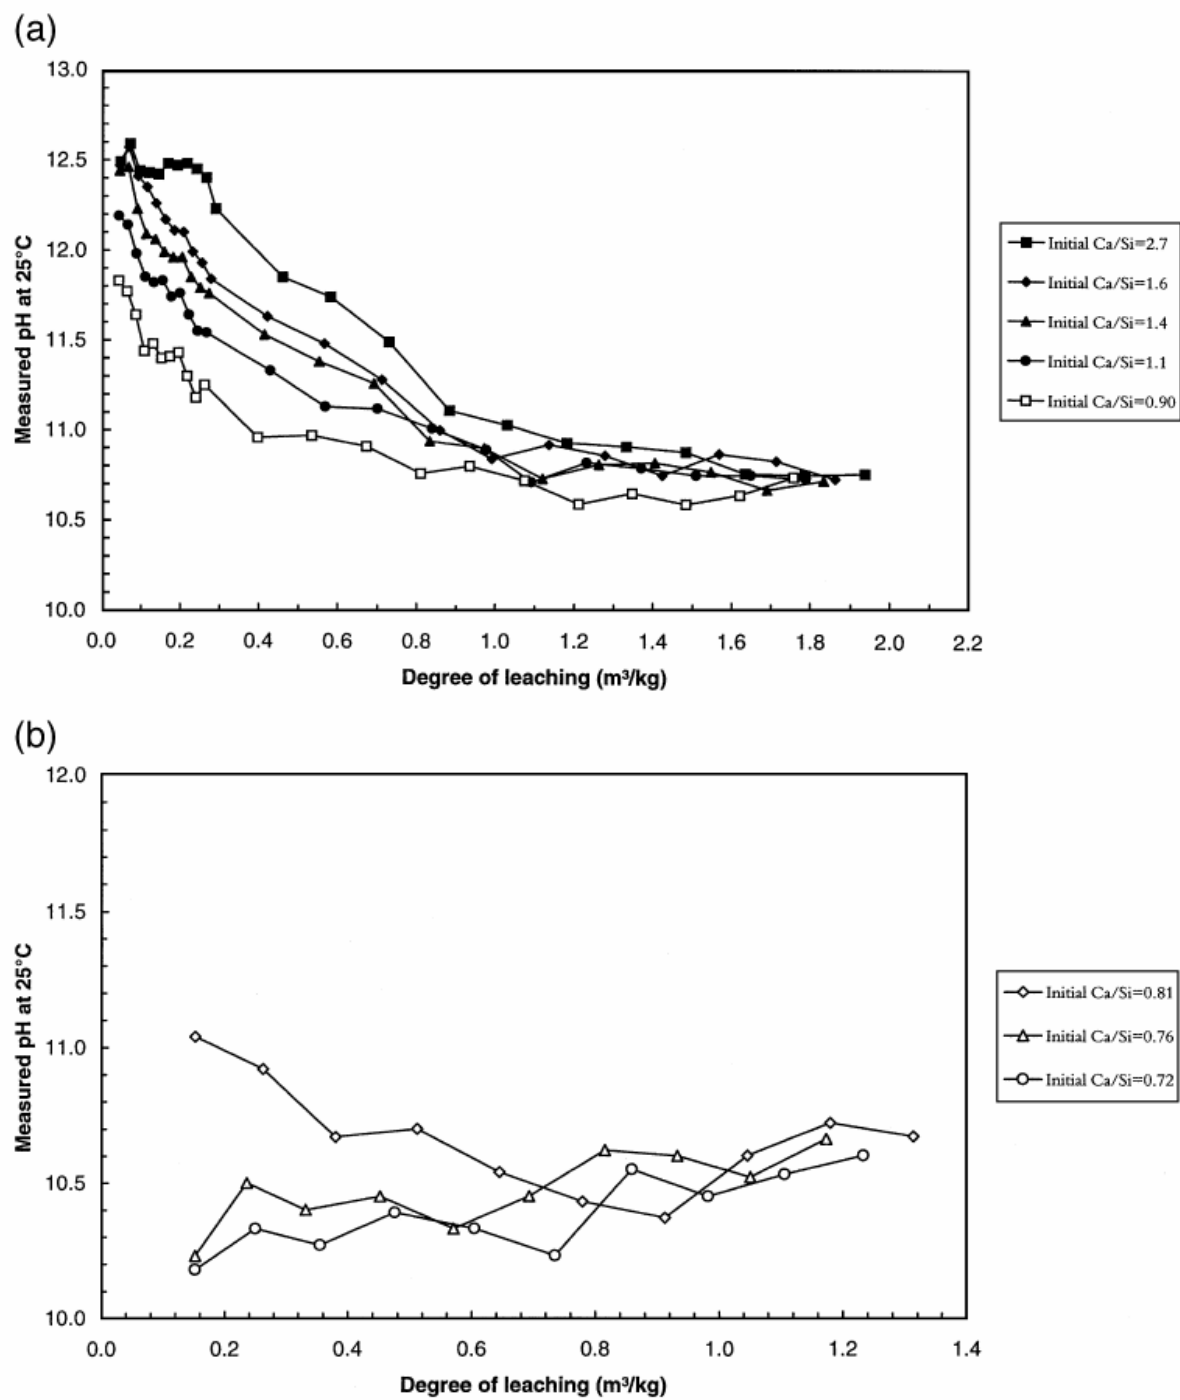 (a)
13.0
12.5
12.0
11.5
11.0
10.5
10.0
Measured pH at 25°C
0.0 0.2 0.4 0.6 0.8 1.0 1.2 1.4 1.6 1.8 2.0 2.2
Degree of leaching (m³/kg)
Initial Ca/Si=2.7
Initial Ca/Si=1.6
Initial Ca/Si=1.4
Initial Ca/Si=1.1
Initial Ca/Si=0.90
(b)
12.0
11.5
11.0
10.5
10.0
Measured pH at 25°C
0.0 0.2 0.4 0.6 0.8 1.0 1.2 1.4
Degree of leaching (m³/kg)
Initial Ca/Si=0.81
Initial Ca/Si=0.76
Initial Ca/Si=0.72